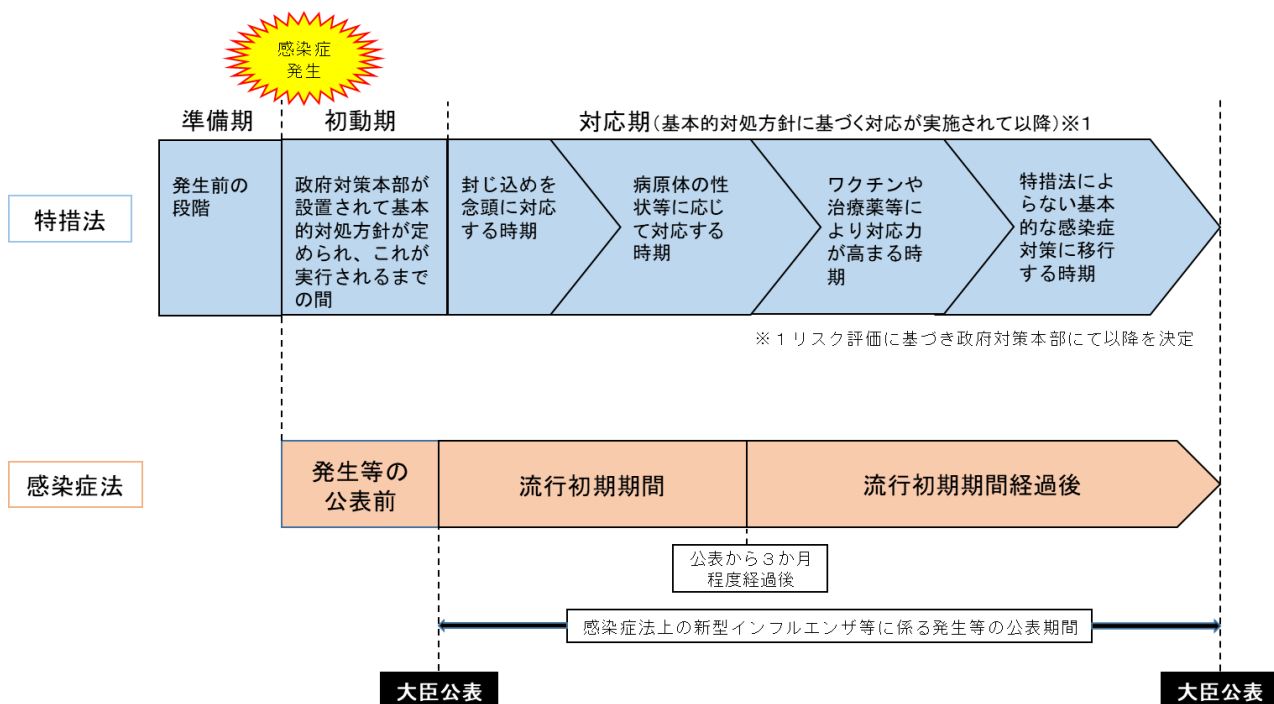 感染症
発生
準備期
初動期
対応期(基本的対処方針に基づく対応が実施されて以降)※1
特措法
発生前の
段階
政府対策本部が
設置されて基本
的対処方針が定
められ、これが
実行されるまで
の間
封じ込めを
念頭に対応
する時期
病原体の性
状等に応じ
て対応する
時期
ワクチンや
治療薬等に
より対応力
が高まる時
期
特措法によ
らない基本
的な感染症
対策に移行
する時期
※１リスク評価に基づき政府対策本部にて以降を決定
感染症法
発生等の
公表前
流行初期期間
流行初期期間経過後
公表から３か月
程度経過後
感染症法上の新型インフルエンザ等に係る発生等の公表期間
大臣公表
大臣公表